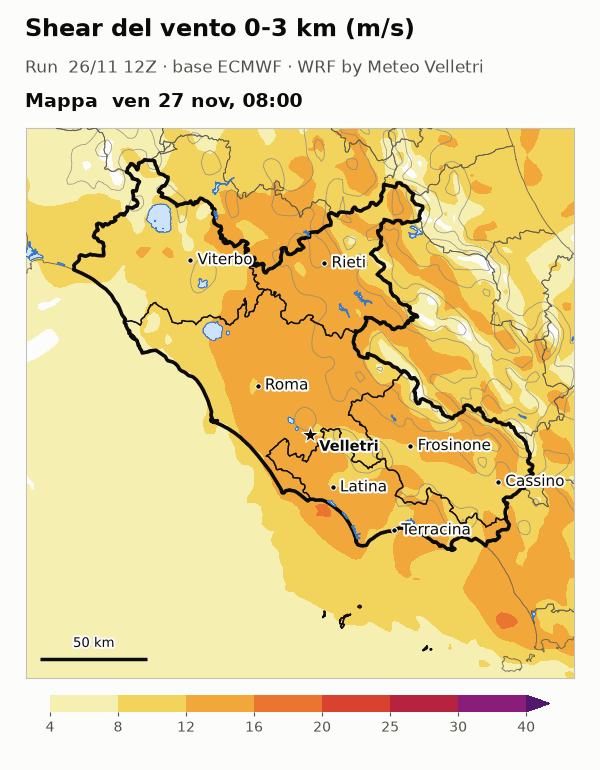 Shear del vento 0-3 km (m/s)
Run  26/11 12Z · base ECMWF · WRF by Meteo Velletri
Mappa  ven 27 nov, 08:00
Viterbo
Rieti
Roma
Velletri
Frosinone
Cassino
Latina
Terracina
50 km
4 8 12 16 20 25 30 40